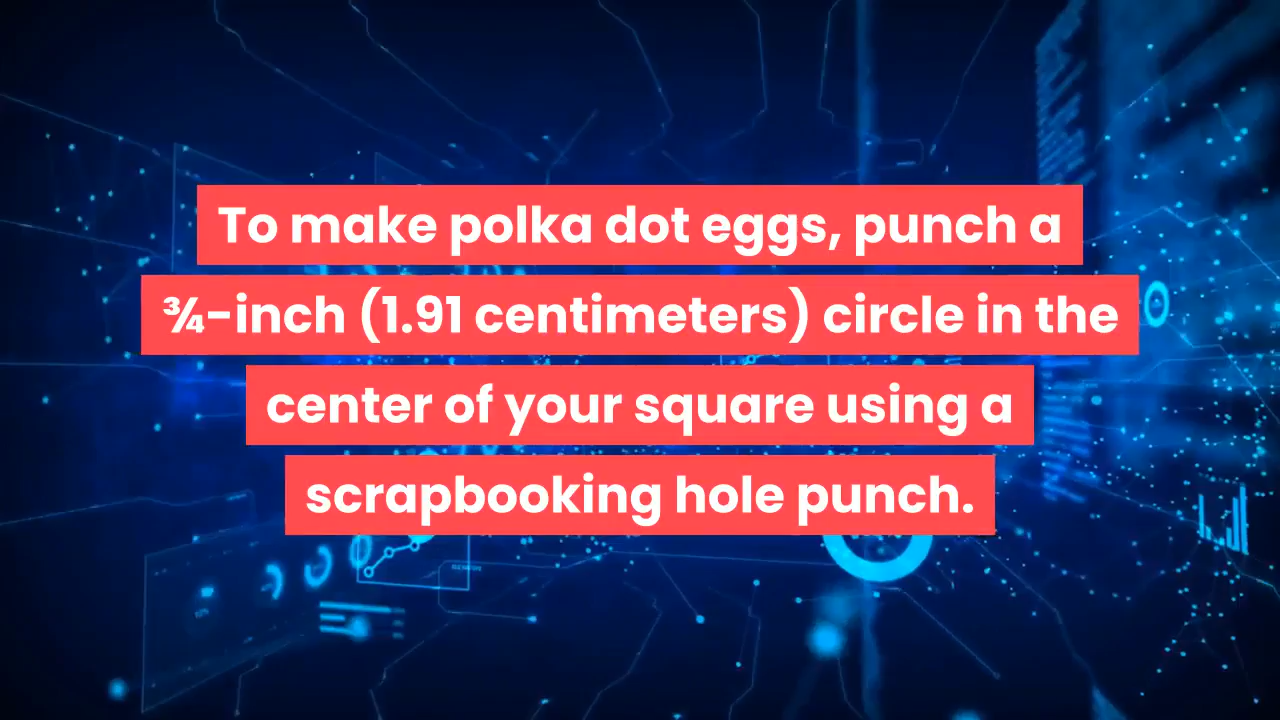 To make polka dot eggs, punch a
¾-inch (1.91 centimeters) circle in the
center of your square using a
scrapbooking hole punch.